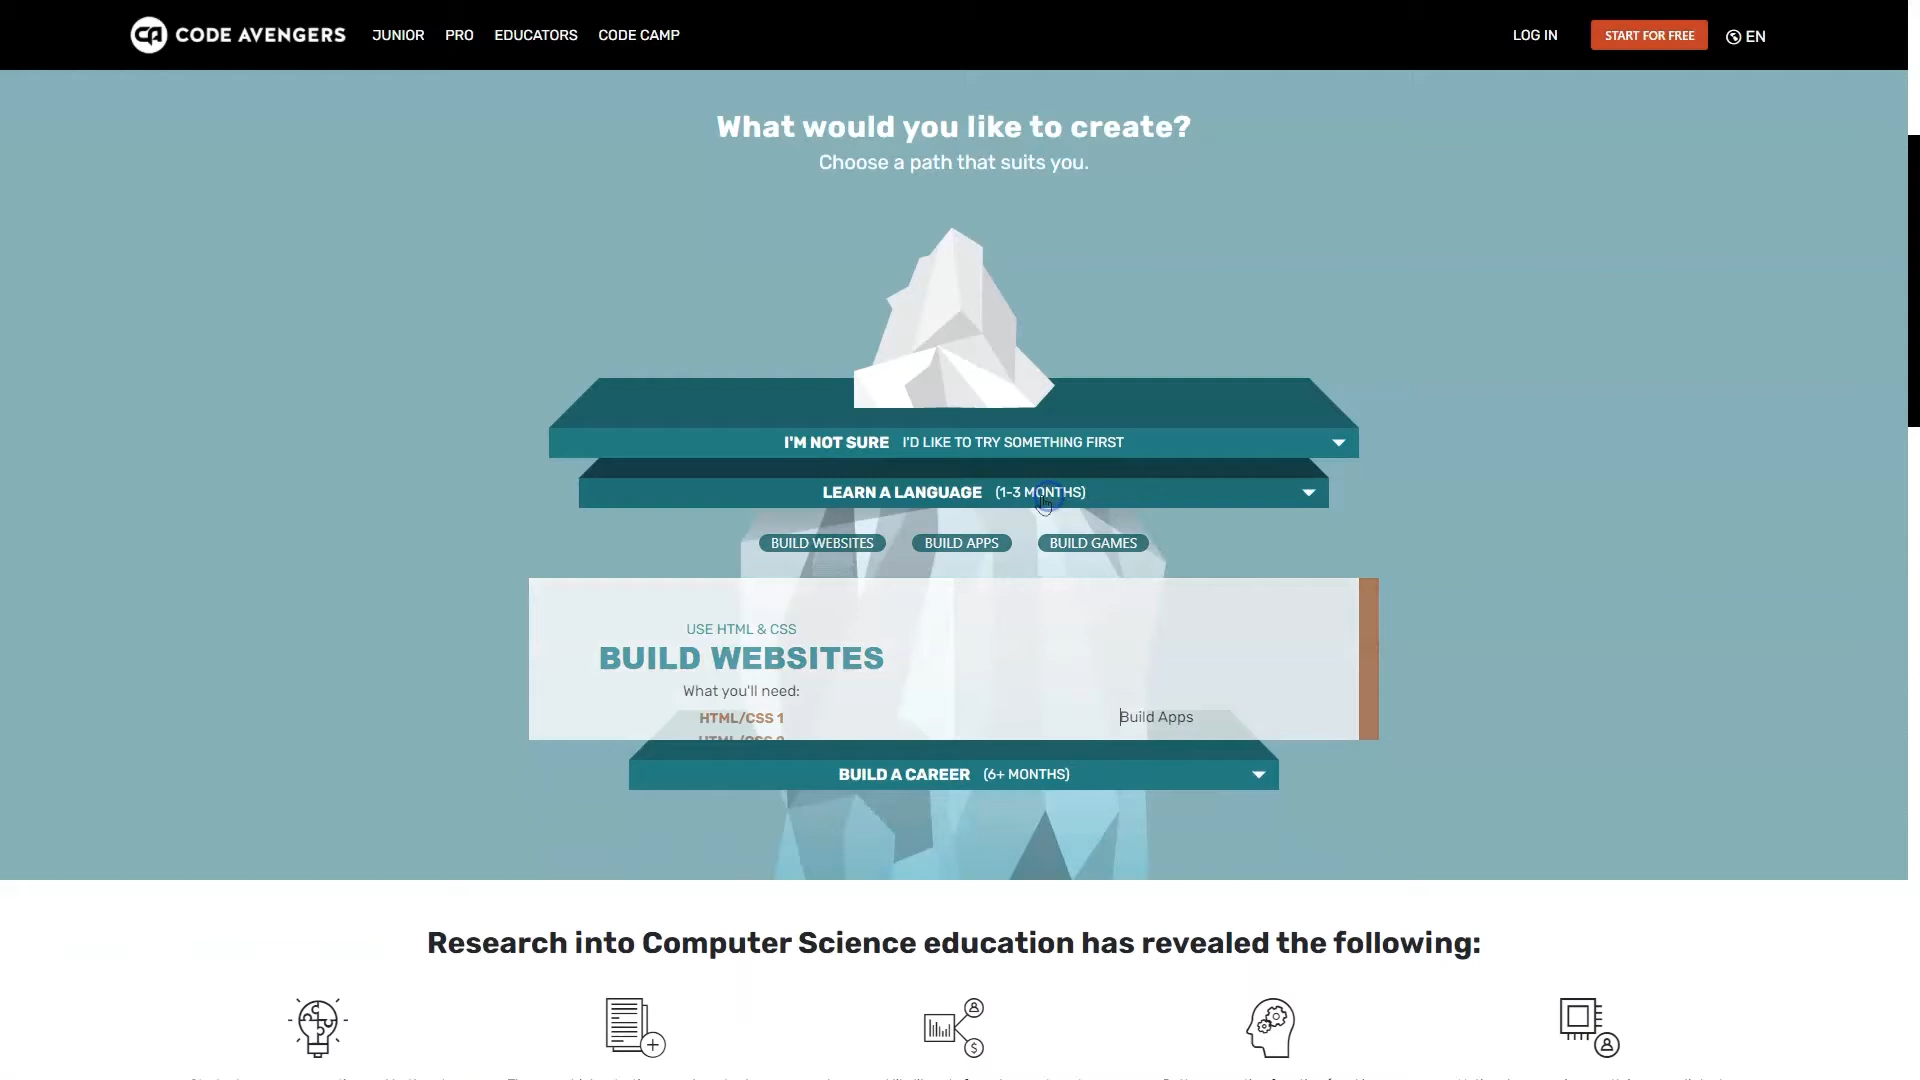 CODE AVENGERS JUNIOR PRO EDUCATORS CODE CAMP LOG IN START FOR FREE EN
What would you like to create?
Choose a path that suits you.
I'M NOT SURE I'D LIKE TO TRY SOMETHING FIRST
LEARN A LANGUAGE (1-3 MONTHS)
BUILD WEBSITES BUILD APPS BUILD GAMES
USE HTML & CSS
BUILD WEBSITES
What you'll need:
HTML/CSS 1
Build Apps
BUILD A CAREER (6+ MONTHS)
Research into Computer Science education has revealed the following: